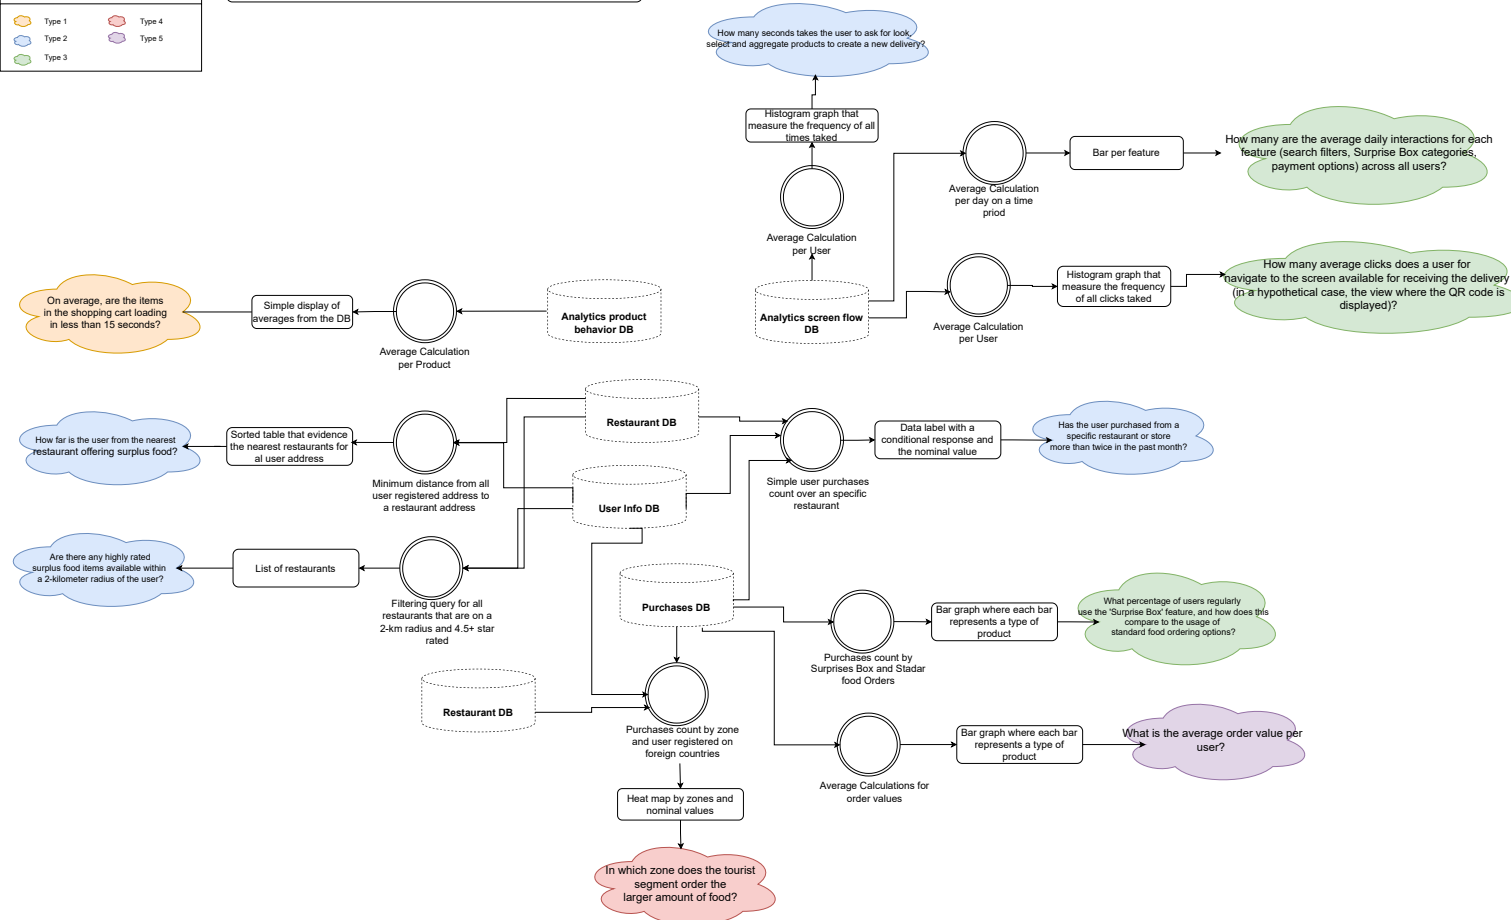 Type 1
Type 4
Type 2
Type 5
Type 3
How many seconds takes the user to ask for look,
select and aggregate products to create a new delivery?
Histogram graph that
measure the frequency of all
times taked
Average Calculation
per User
Average Calculation
per day on a time
priod
Bar per feature
How many are the average daily interactions for each
feature (search filters, Surprise Box categories,
payment options) across all users?
On average, are the items
in the shopping cart loading
in less than 15 seconds?
Simple display of
averages from the DB
Average Calculation
per Product
Analytics product
behavior DB
Analytics screen flow
DB
Average Calculation
per User
Histogram graph that
measure the frequency
of all clicks taked
How many average clicks does a user for
navigate to the screen available for receiving the delivery
(in a hypothetical case, the view where the QR code is
displayed)?
How far is the user from the nearest
restaurant offering surplus food?
Sorted table that evidence
the nearest restaurants for
al user address
Minimum distance from all
user registered address to
a restaurant address
Restaurant DB
User Info DB
Simple user purchases
count over an specific
restaurant
Data label with a
conditional response and
the nominal value
Has the user purchased from a
specific restaurant or store
more than twice in the past month?
Are there any highly rated
surplus food items available within
a 2-kilometer radius of the user?
List of restaurants
Filtering query for all
restaurants that are on a
2-km radius and 4.5+ star
rated
Purchases DB
Purchases count by
Surprises Box and Stadar
food Orders
Bar graph where each bar
represents a type of
product
What percentage of users regularly
use the 'Surprise Box' feature, and how does this
compare to the usage of
standard food ordering options?
Restaurant DB
Purchases count by zone
and user registered on
foreign countries
Average Calculations for
order values
Bar graph where each bar
represents a type of
product
What is the average order value per
user?
Heat map by zones and
nominal values
In which zone does the tourist
segment order the
larger amount of food?